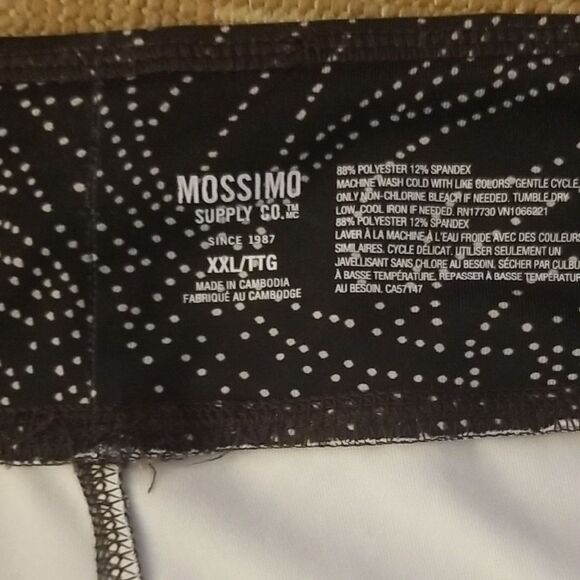 MOSSIMO
SUPPLY CO.™MC
SINCE 1987
XXL/TTG
MADE IN CAMBODIA
FABRIQUÉ AU CAMBODGE
88% POLYESTER 12% SPANDEX
MACHINE WASH COLD WITH LIKE COLORS. GENTLE CYCLE.
ONLY NON-CHLORINE BLEACH IF NEEDED. TUMBLE DRY
LOW. COOL IRON IF NEEDED. RN17730 VN1066221
88% POLYESTER 12% SPANDEX
LAVER À LA MACHINE À L'EAU FROIDE AVEC DES COULEURS
SIMILAIRES. CYCLE DÉLICAT. UTILISER SEULEMENT UN
JAVELLISANT SANS CHLORE AU BESOIN. SÉCHER PAR CULBU
À BASSE TEMPÉRATURE. REPASSER À BASSE TEMPÉRATURE
AU BESOIN. CA57147